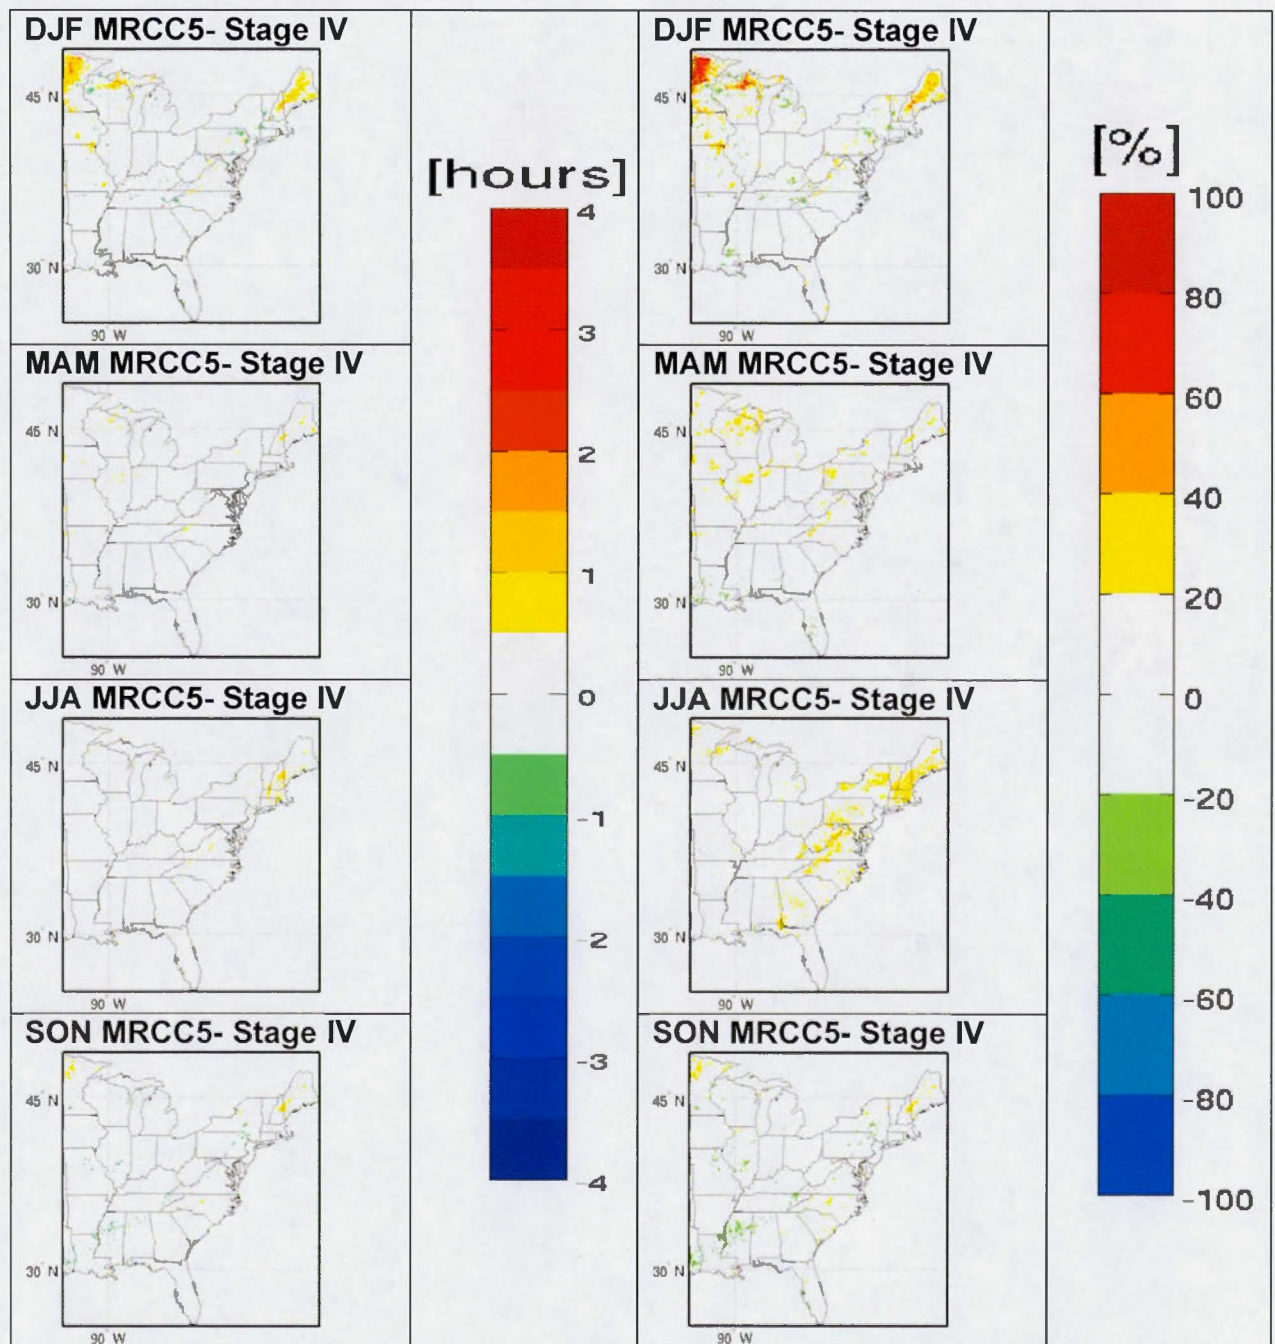 DJF MRCC5- Stage IV
45° N
30° N
90° W
MAM MRCC5- Stage IV
45° N
30° N
90° W
JJA MRCC5- Stage IV
45° N
30° N
90° W
SON MRCC5- Stage IV
45° N
30° N
90° W
[hours]
4
3
2
1
0
-1
-2
-3
-4
DJF MRCC5- Stage IV
45° N
30° N
90° W
MAM MRCC5- Stage IV
45° N
30° N
90° W
JJA MRCC5- Stage IV
45° N
30° N
90° W
SON MRCC5- Stage IV
45° N
30° N
90° W
[%]
100
80
60
40
20
0
-20
-40
-60
-80
-100